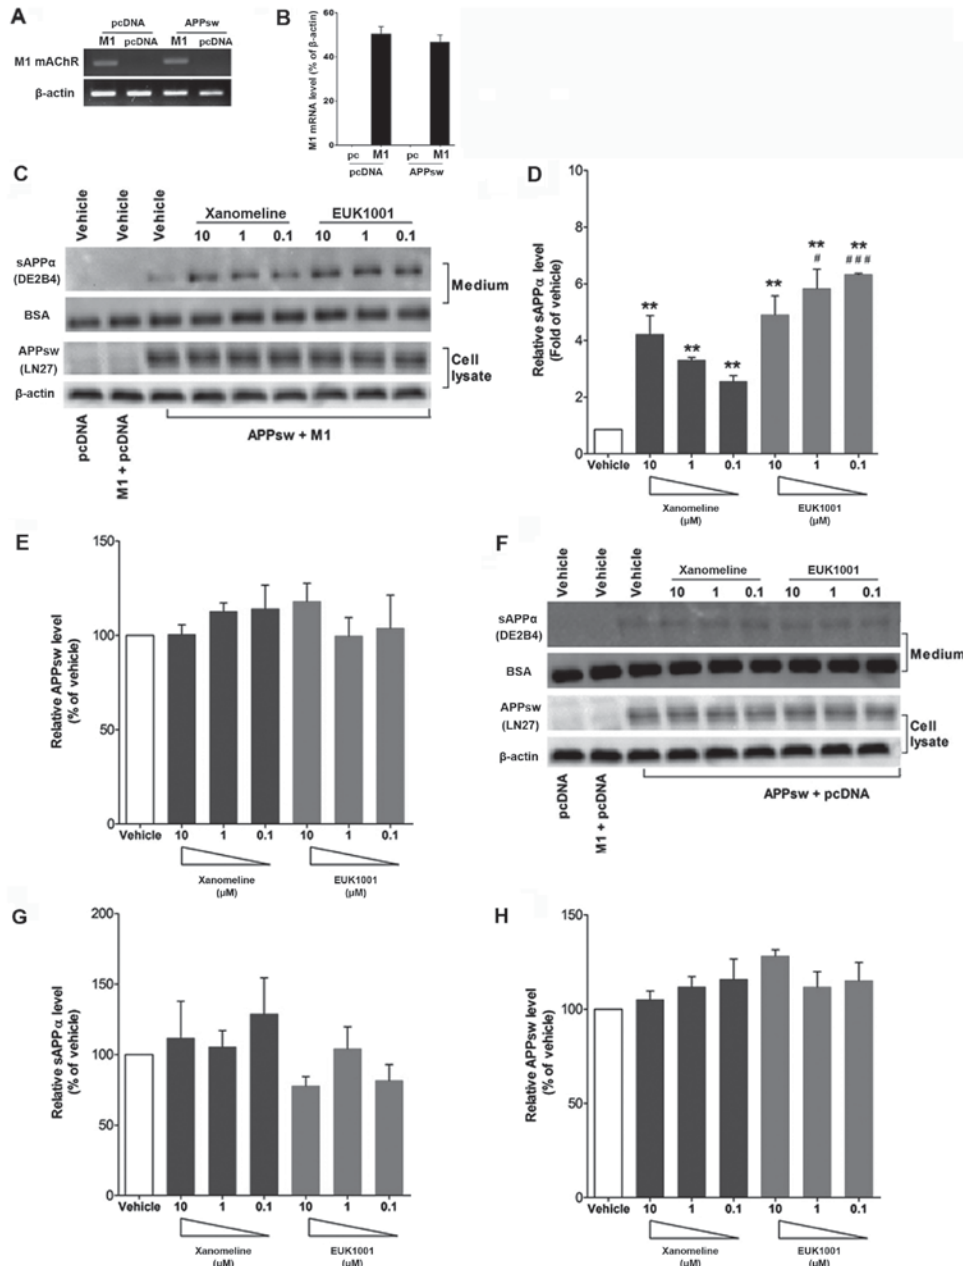 A
pcDNA APPsw
M1 pcDNA M1 pcDNA
M1 mAChR
β-actin
B
M1 mRNA level (% of β-actin)
60
40
20
0
pc M1 pc M1
pcDNA APPsw
C
Vehicle Vehicle Vehicle
Xanomeline EUK1001
10 1 0.1 10 1 0.1
sAPPα
(DE2B4)
Medium
BSA
APPsw
(LN27)
Cell
lysate
β-actin
pcDNA
M1 + pcDNA
APPsw + M1
D
Relative sAPPα level
(Fold of vehicle)
10
8
6
4
2
0
** ** ** ** ** **
# ###
Vehicle 10 1 0.1 10 1 0.1
Xanomeline EUK1001
(µM) (µM)
E
Relative APPsw level
(% of vehicle)
150
100
50
0
Vehicle 10 1 0.1 10 1 0.1
Xanomeline EUK1001
(µM) (µM)
F
Vehicle Vehicle Vehicle
Xanomeline EUK1001
10 1 0.1 10 1 0.1
sAPPα
(DE2B4)
Medium
BSA
APPsw
(LN27)
Cell
lysate
β-actin
pcDNA
M1 + pcDNA
APPsw + pcDNA
G
Relative sAPPα level
(% of vehicle)
200
150
100
50
0
Vehicle 10 1 0.1 10 1 0.1
Xanomeline EUK1001
(µM) (µM)
H
Relative APPsw level
(% of vehicle)
150
100
50
0
Vehicle 10 1 0.1 10 1 0.1
Xanomeline EUK1001
(µM) (µM)